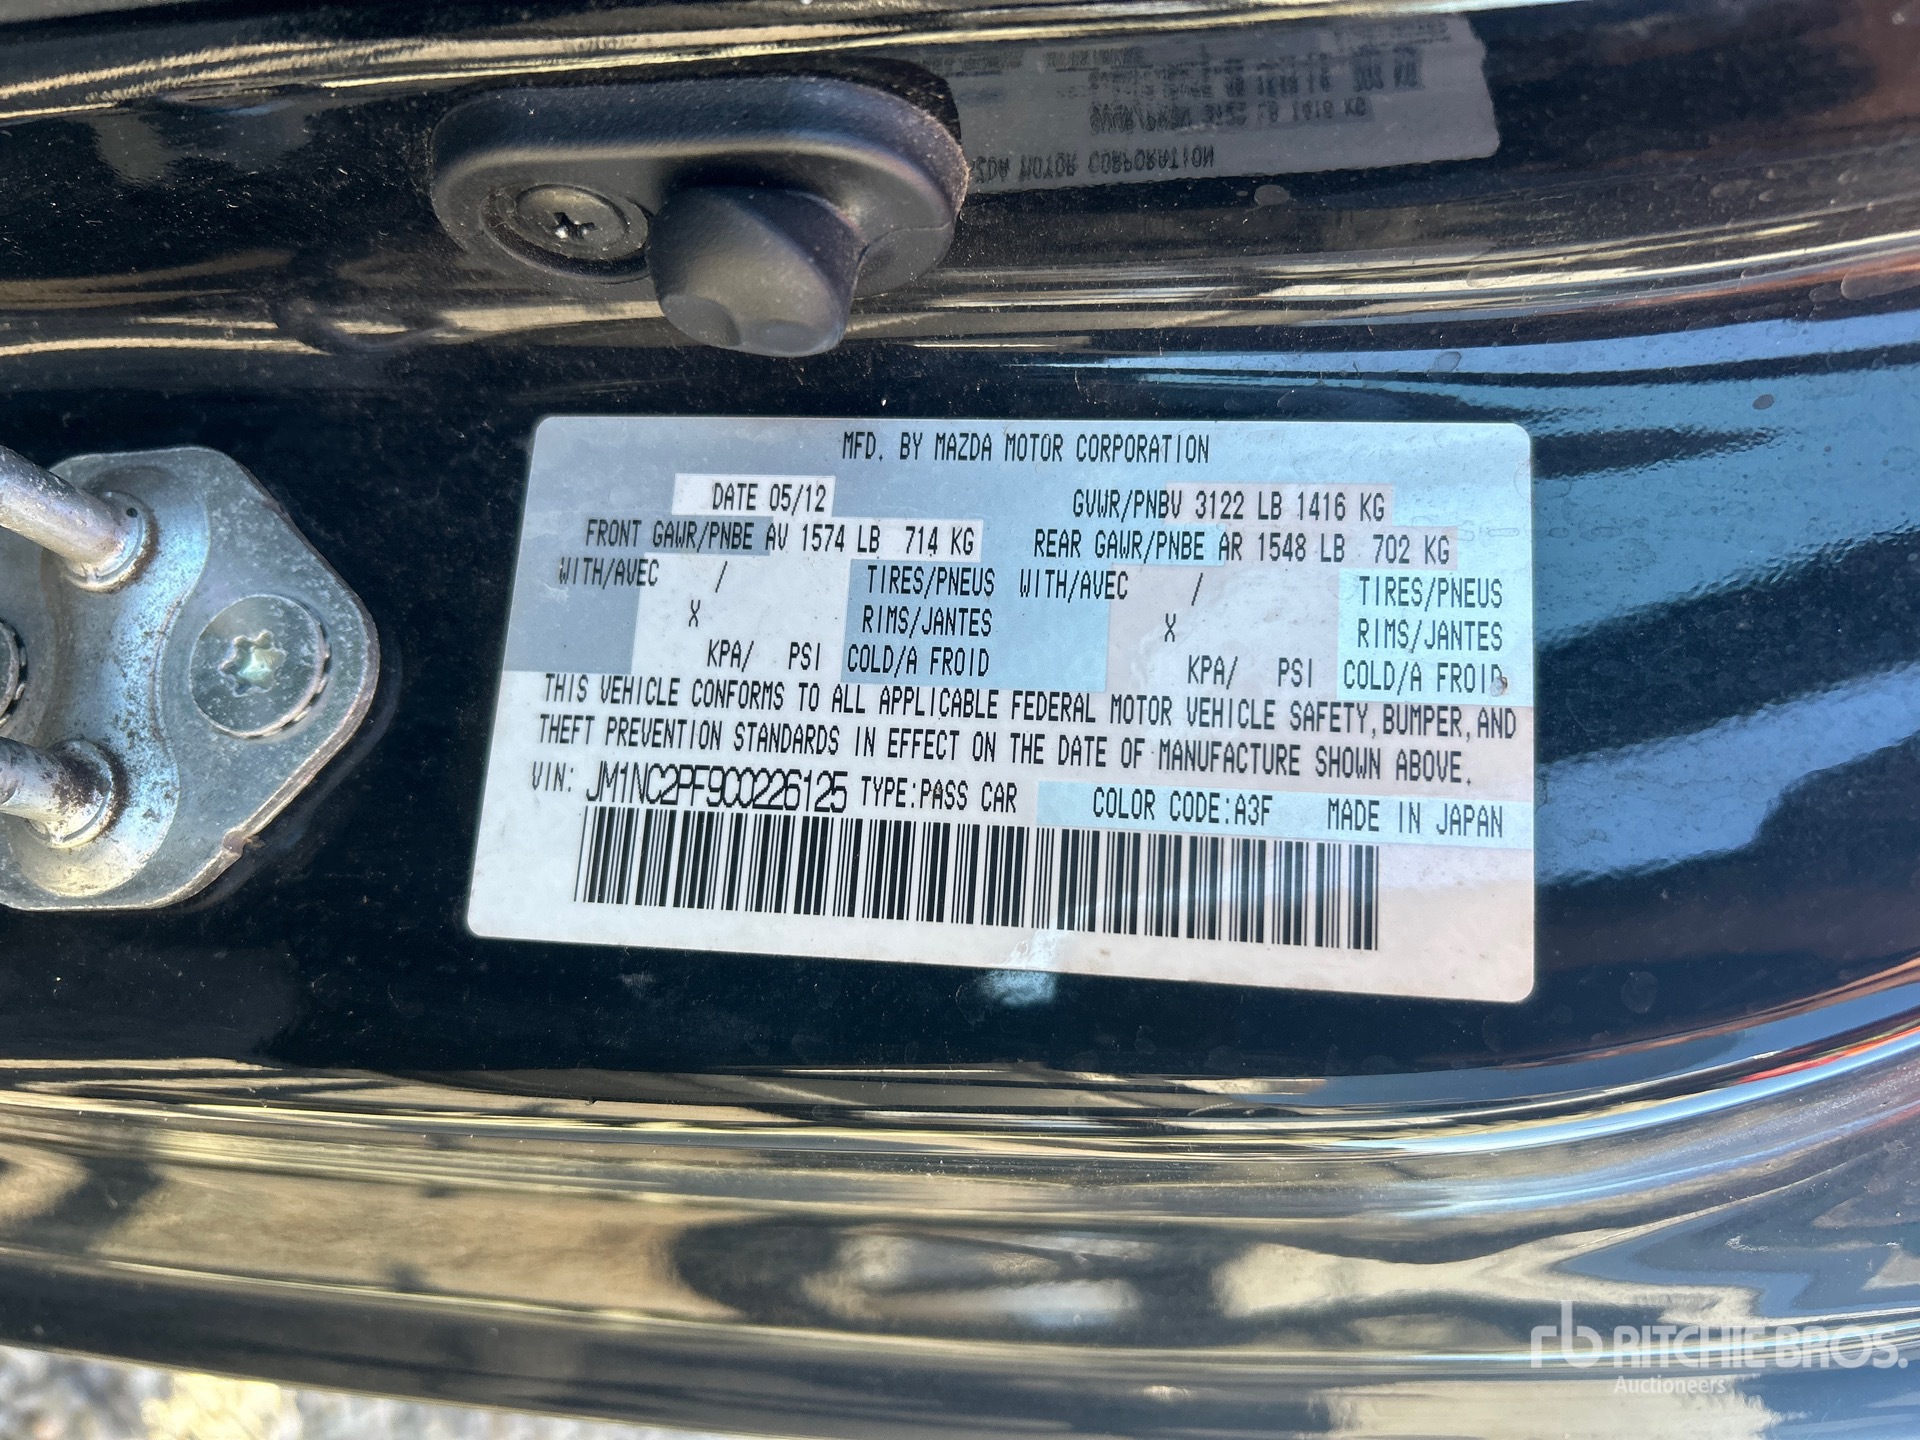 MFD. BY MAZDA MOTOR CORPORATION
DATE 05/12 GVWR/PNBV 3122 LB 1416 KG
FRONT GAWR/PNBE AV 1574 LB 714 KG REAR GAWR/PNBE AR 1548 LB 702 KG
WITH/AVEC / TIRES/PNEUS WITH/AVEC / TIRES/PNEUS
X RIMS/JANTES X RIMS/JANTES
KPA/ PSI COLD/A FROID KPA/ PSI COLD/A FROID
THIS VEHICLE CONFORMS TO ALL APPLICABLE FEDERAL MOTOR VEHICLE SAFETY, BUMPER, AND
THEFT PREVENTION STANDARDS IN EFFECT ON THE DATE OF MANUFACTURE SHOWN ABOVE.
VIN: JM1NC2PF9C0226125 TYPE:PASS CAR COLOR CODE:A3F MADE IN JAPAN
rb RITCHIE BROS.
Auctioneers